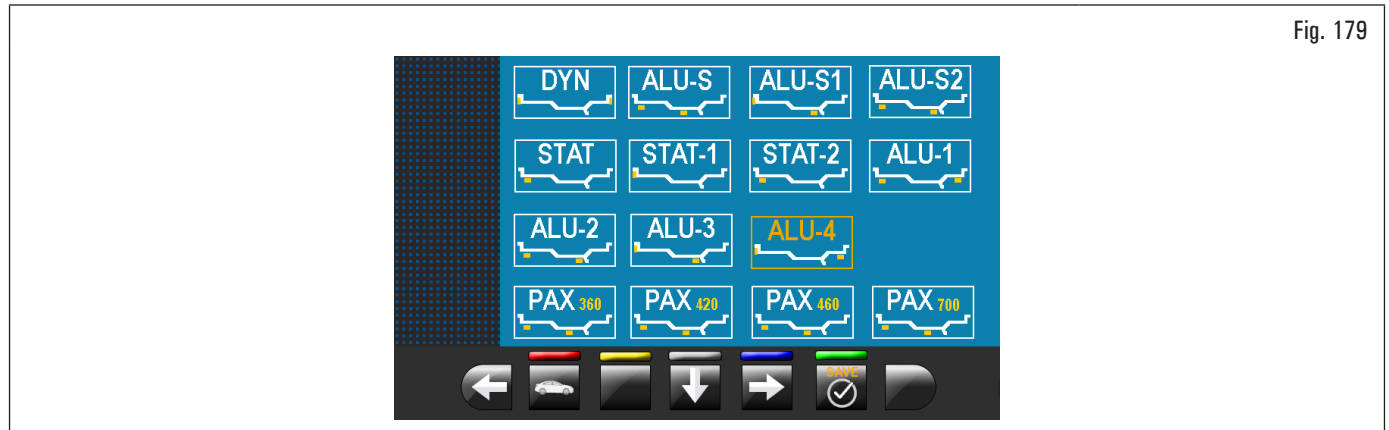 Fig. 179
DYN ALU-S ALU-S1 ALU-S2
STAT STAT-1 STAT-2 ALU-1
ALU-2 ALU-3 ALU-4
PAX 360 PAX 420 PAX 460 PAX 700
SAVE